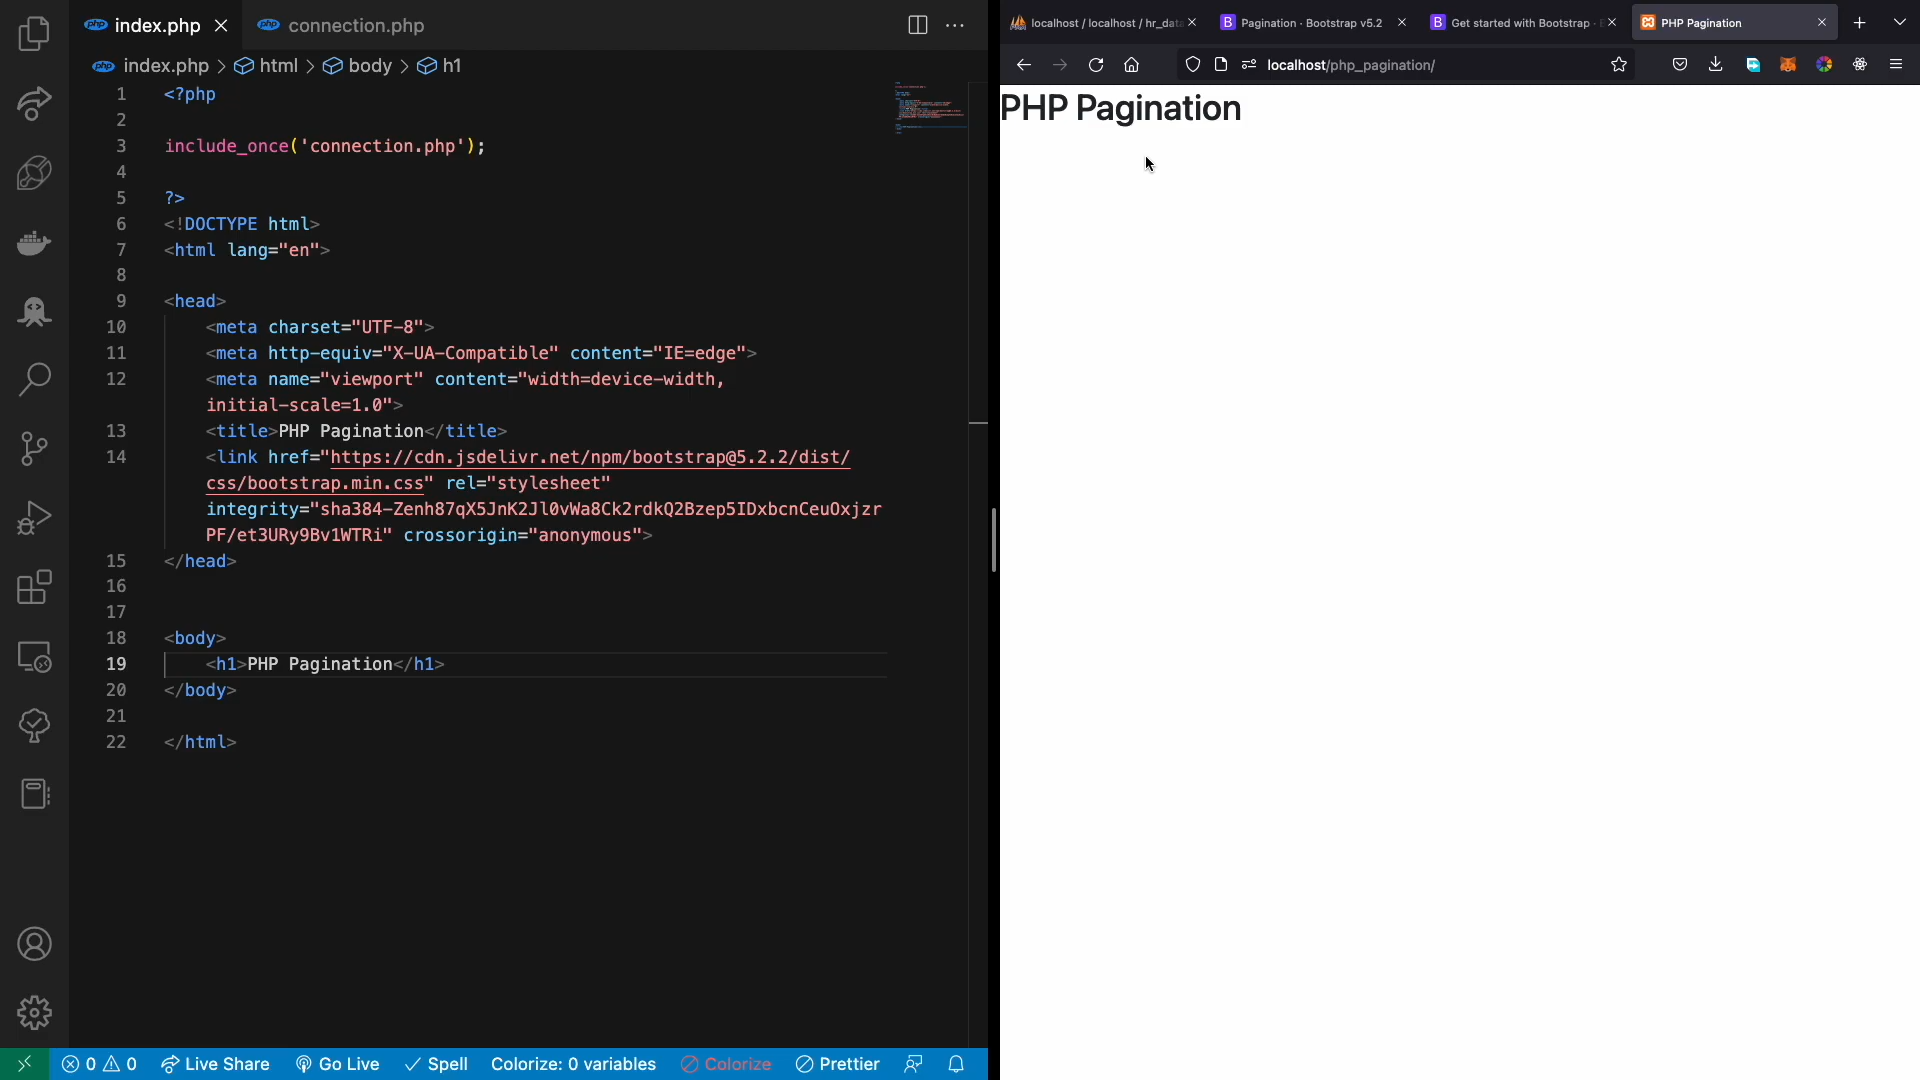 index.php
connection.php
index.php > html > body > h1
1 <?php
2
3 include_once('connection.php');
4
5 ?>
6 <!DOCTYPE html>
7 <html lang="en">
8
9 <head>
10 <meta charset="UTF-8">
11 <meta http-equiv="X-UA-Compatible" content="IE=edge">
12 <meta name="viewport" content="width=device-width,
initial-scale=1.0">
13 <title>PHP Pagination</title>
14 <link href="https://cdn.jsdelivr.net/npm/bootstrap@5.2.2/dist/
css/bootstrap.min.css" rel="stylesheet"
integrity="sha384-Zenh87qX5JnK2Jl0vWa8Ck2rdkQ2Bzep5IDxbcnCeuOxjzr
PF/et3URy9Bv1WTRi" crossorigin="anonymous">
15 </head>
16
17
18 <body>
19 <h1>PHP Pagination</h1>
20 </body>
21
22 </html>
0 0 Live Share Go Live Spell Colorize: 0 variables Colorize Prettier
localhost / localhost / hr_data
Pagination · Bootstrap v5.2
Get started with Bootstrap ·
PHP Pagination
localhost/php_pagination/
PHP Pagination